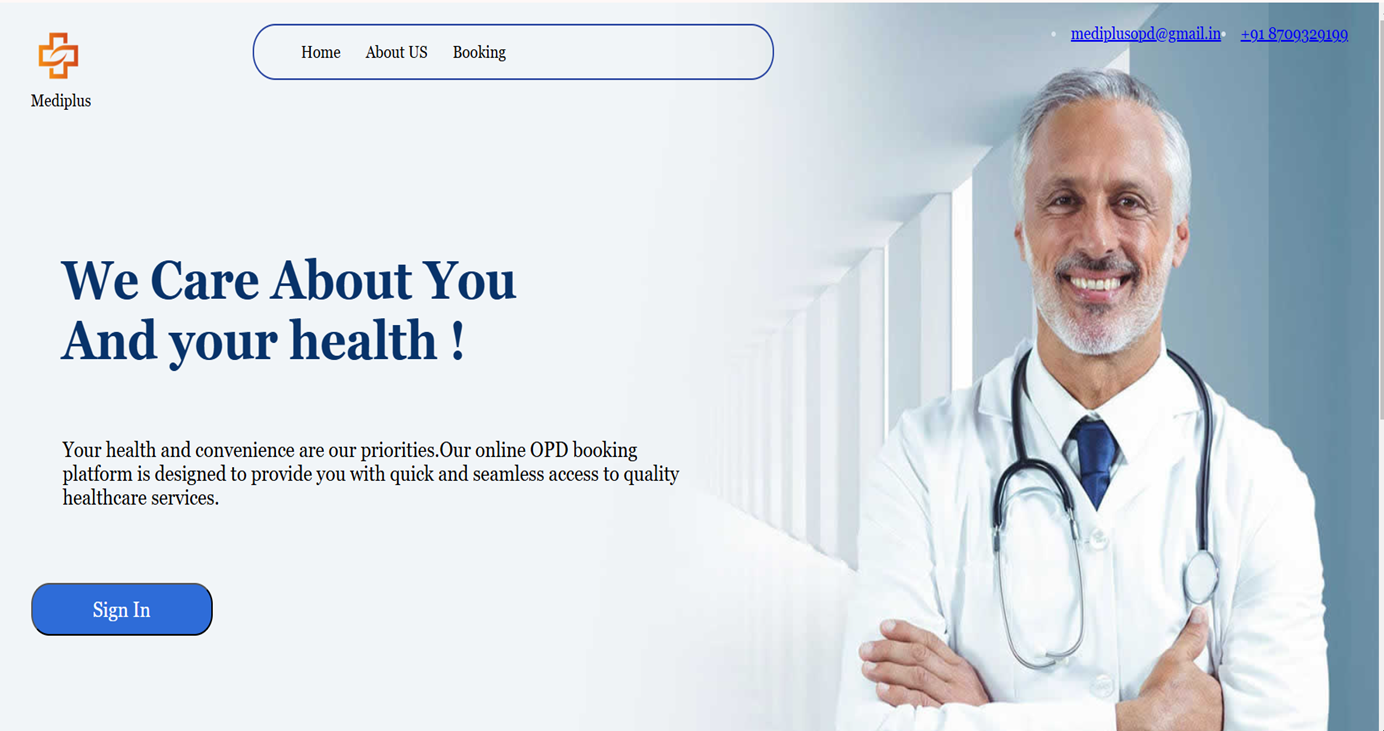 Home About US Booking
mediplusopd@gmail.in +91 8709329199
Mediplus
We Care About You
And your health !
Your health and convenience are our priorities.Our online OPD booking
platform is designed to provide you with quick and seamless access to quality
healthcare services.
Sign In